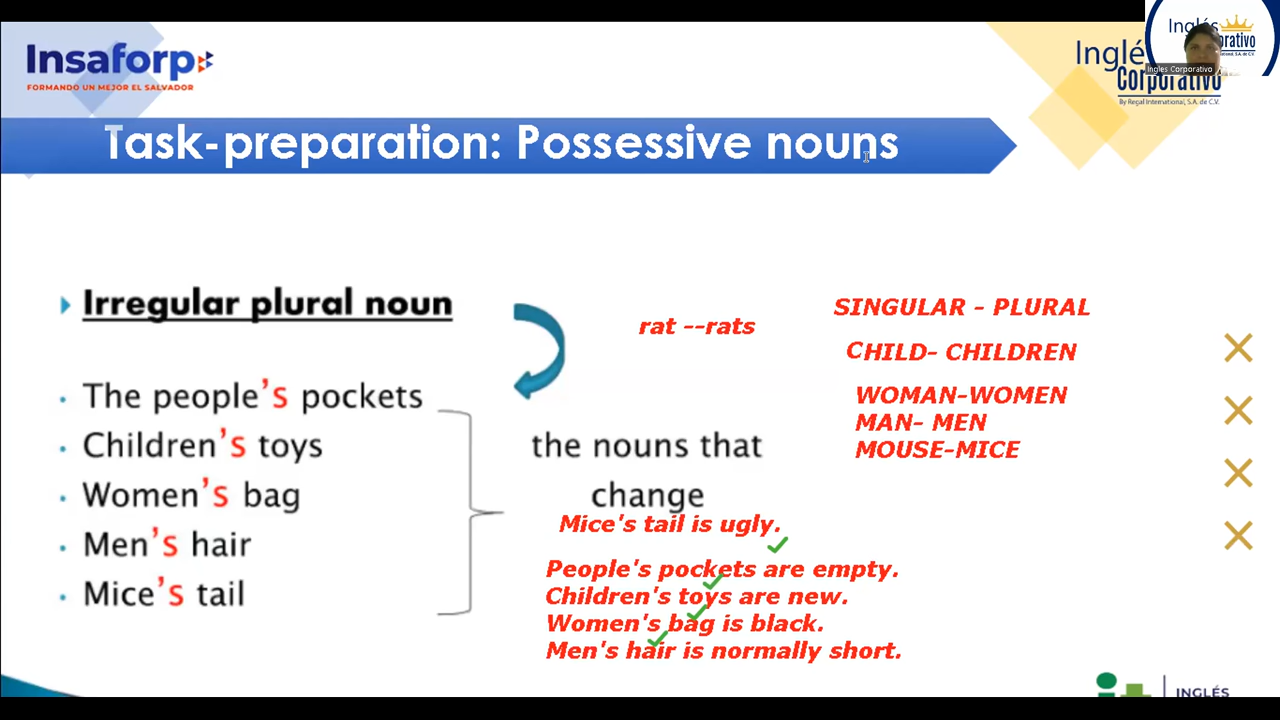 Insaforp
FORMANDO UN MEJOR EL SALVADOR
Inglés Corporativo
Corporativo
By Regal International, S.A. de C.V.
Task-preparation: Possessive nouns
Irregular plural noun
rat --rats
SINGULAR - PLURAL
CHILD- CHILDREN
WOMAN-WOMEN
MAN- MEN
MOUSE-MICE
The people's pockets
Children's toys
Women's bag
Men's hair
Mice's tail
the nouns that
change
Mice's tail is ugly.
People's pockets are empty.
Children's toys are new.
Women's bag is black.
Men's hair is normally short.
INGLÉS